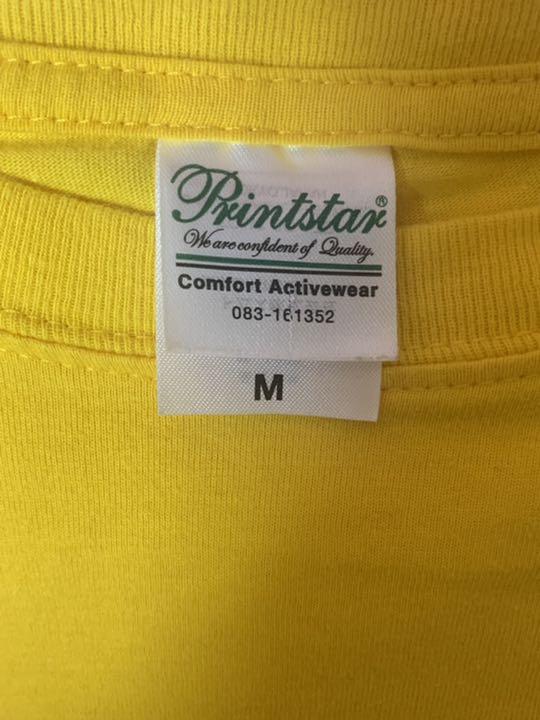 Printstar®
We are confident of Quality.
Comfort Activewear
083-161352
M